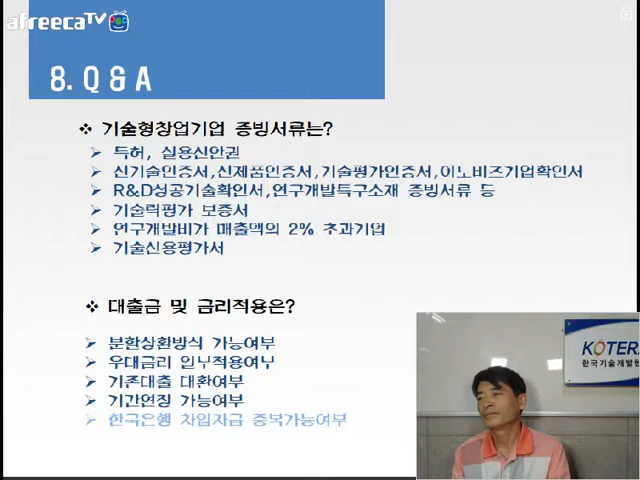 afreecaTV
8. Q & A
❖ 기술형창업기업 증빙서류는?
➢ 특허, 실용신안권
➢ 신기술인증서,신제품인증서,기술평가인증서,이노비즈기업확인서
➢ R&D성공기술확인서,연구개발특구소재 증빙서류 등
➢ 기술력평가 보증서
➢ 연구개발비가 매출액의 2% 초과기업
➢ 기술신용평가서
❖ 대출금 및 금리적용은?
➢ 분할상환방식 가능여부
➢ 우대금리 일부적용여부
➢ 기존대출 대환여부
➢ 기간연장 가능여부
➢ 한국은행 차입자금 중복가능여부
KOTERA
한국기술개발협